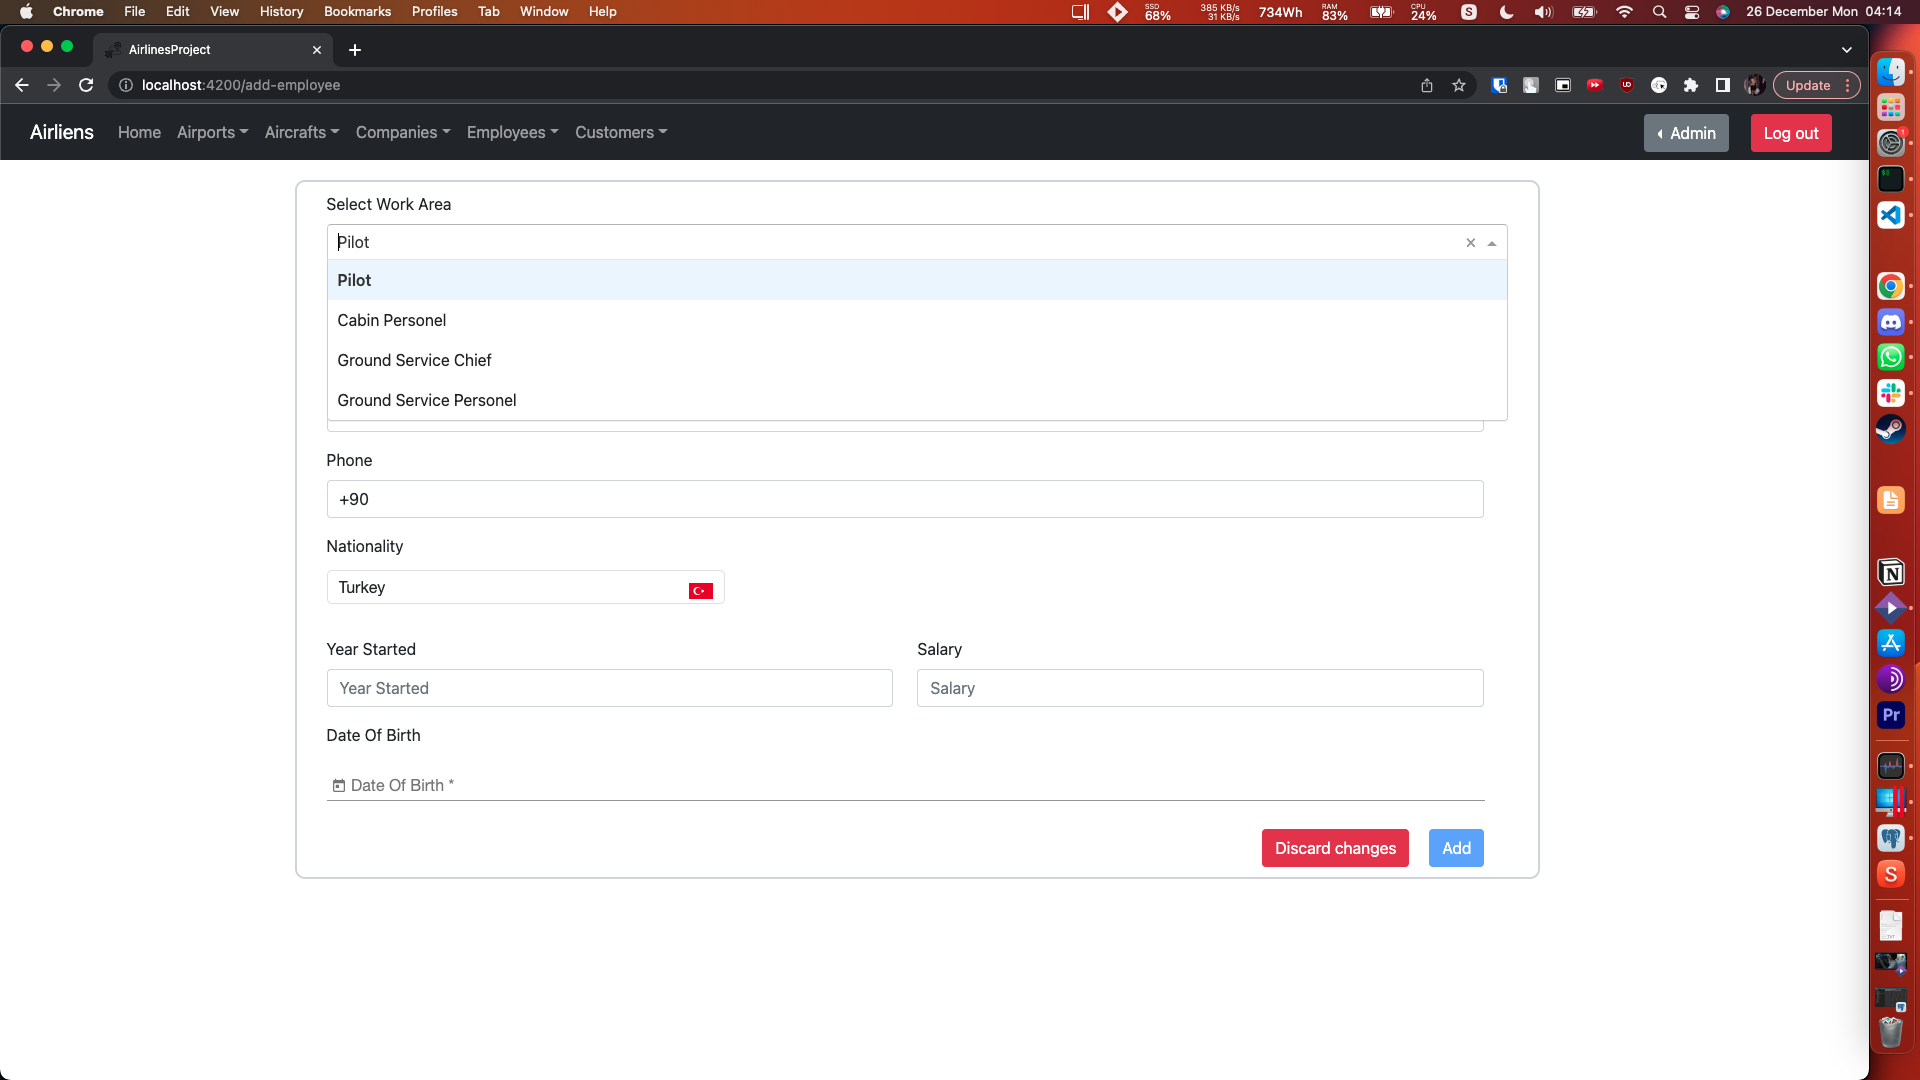 Chrome File Edit View History Bookmarks Profiles Tab Window Help SSD 68% 385 KB/s 31 KB/s 734Wh RAM 83% CPU 24% S 26 December Mon 04:14
AirlinesProject
localhost:4200/add-employee Update
Airliens Home Airports Aircrafts Companies Employees Customers Admin Log out
Select Work Area
Pilot
Pilot
Cabin Personel
Ground Service Chief
Ground Service Personel
Phone
+90
Nationality
Turkey
Year Started Salary
Year Started Salary
Date Of Birth
Date Of Birth *
Discard changes Add
Pr
S